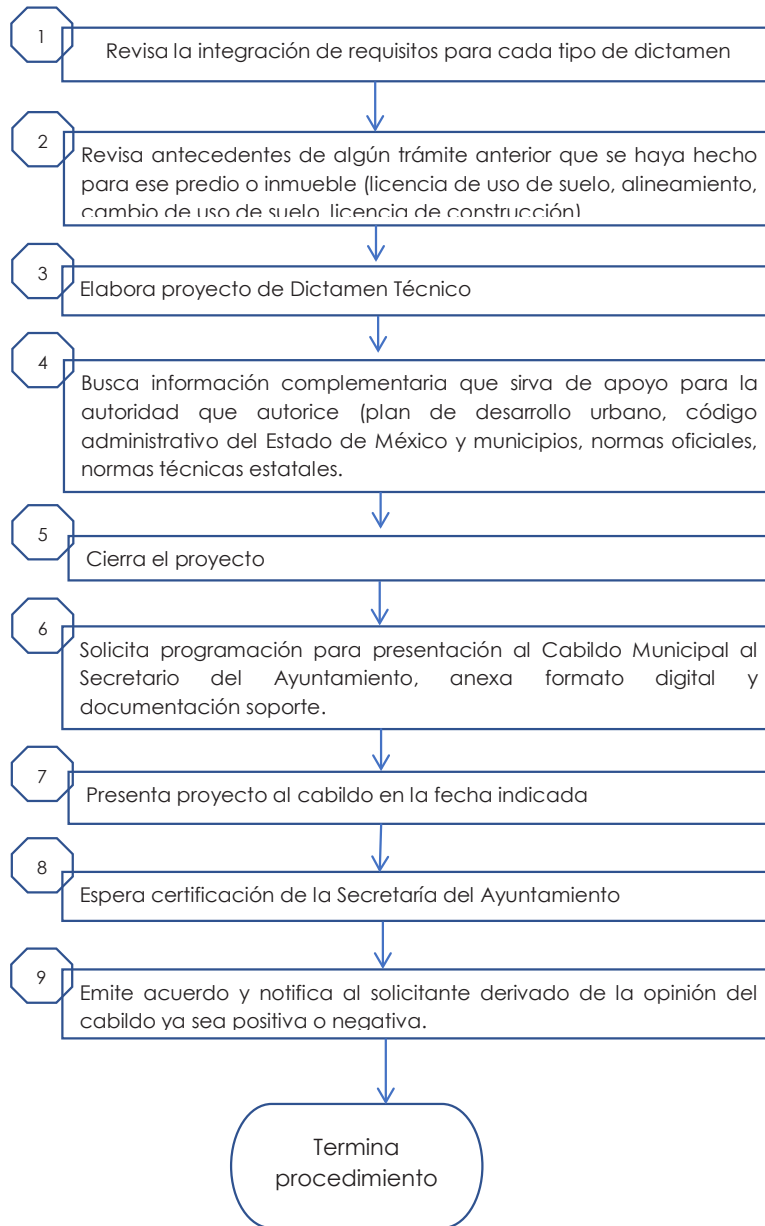 1
Revisa la integración de requisitos para cada tipo de dictamen
2
Revisa antecedentes de algún trámite anterior que se haya hecho
para ese predio o inmueble (licencia de uso de suelo, alineamiento,
cambio de uso de suelo, licencia de construcción)
3
Elabora proyecto de Dictamen Técnico
4
Busca información complementaria que sirva de apoyo para la
autoridad que autorice (plan de desarrollo urbano, código
administrativo del Estado de México y municipios, normas oficiales,
normas técnicas estatales.
5
Cierra el proyecto
6
Solicita programación para presentación al Cabildo Municipal al
Secretario del Ayuntamiento, anexa formato digital y
documentación soporte.
7
Presenta proyecto al cabildo en la fecha indicada
8
Espera certificación de la Secretaría del Ayuntamiento
9
Emite acuerdo y notifica al solicitante derivado de la opinión del
cabildo ya sea positiva o negativa.
Termina
procedimiento